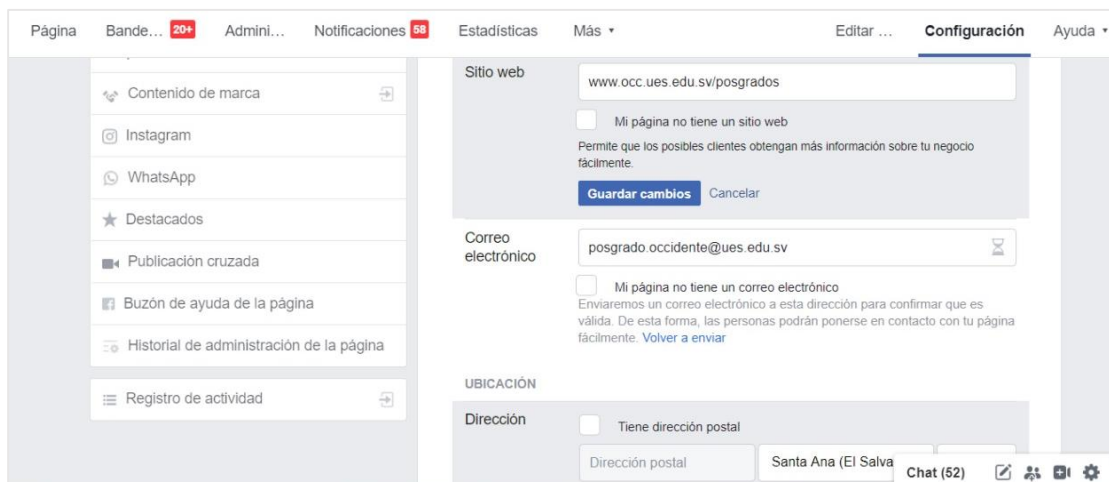 Página Bande... 20+ Admini... Notificaciones 58 Estadísticas Más Editar ... Configuración Ayuda
Contenido de marca
Instagram
WhatsApp
Destacados
Publicación cruzada
Buzón de ayuda de la página
Historial de administración de la página
Registro de actividad
Sitio web
www.occ.ues.edu.sv/posgrados
Mi página no tiene un sitio web
Permite que los posibles clientes obtengan más información sobre tu negocio
fácilmente.
Guardar cambios Cancelar
Correo
electrónico
posgrado.occidente@ues.edu.sv
Mi página no tiene un correo electrónico
Enviaremos un correo electrónico a esta dirección para confirmar que es
válida. De esta forma, las personas podrán ponerse en contacto con tu página
fácilmente. Volver a enviar
UBICACIÓN
Dirección
Tiene dirección postal
Dirección postal Santa Ana (El Salva
Chat (52)